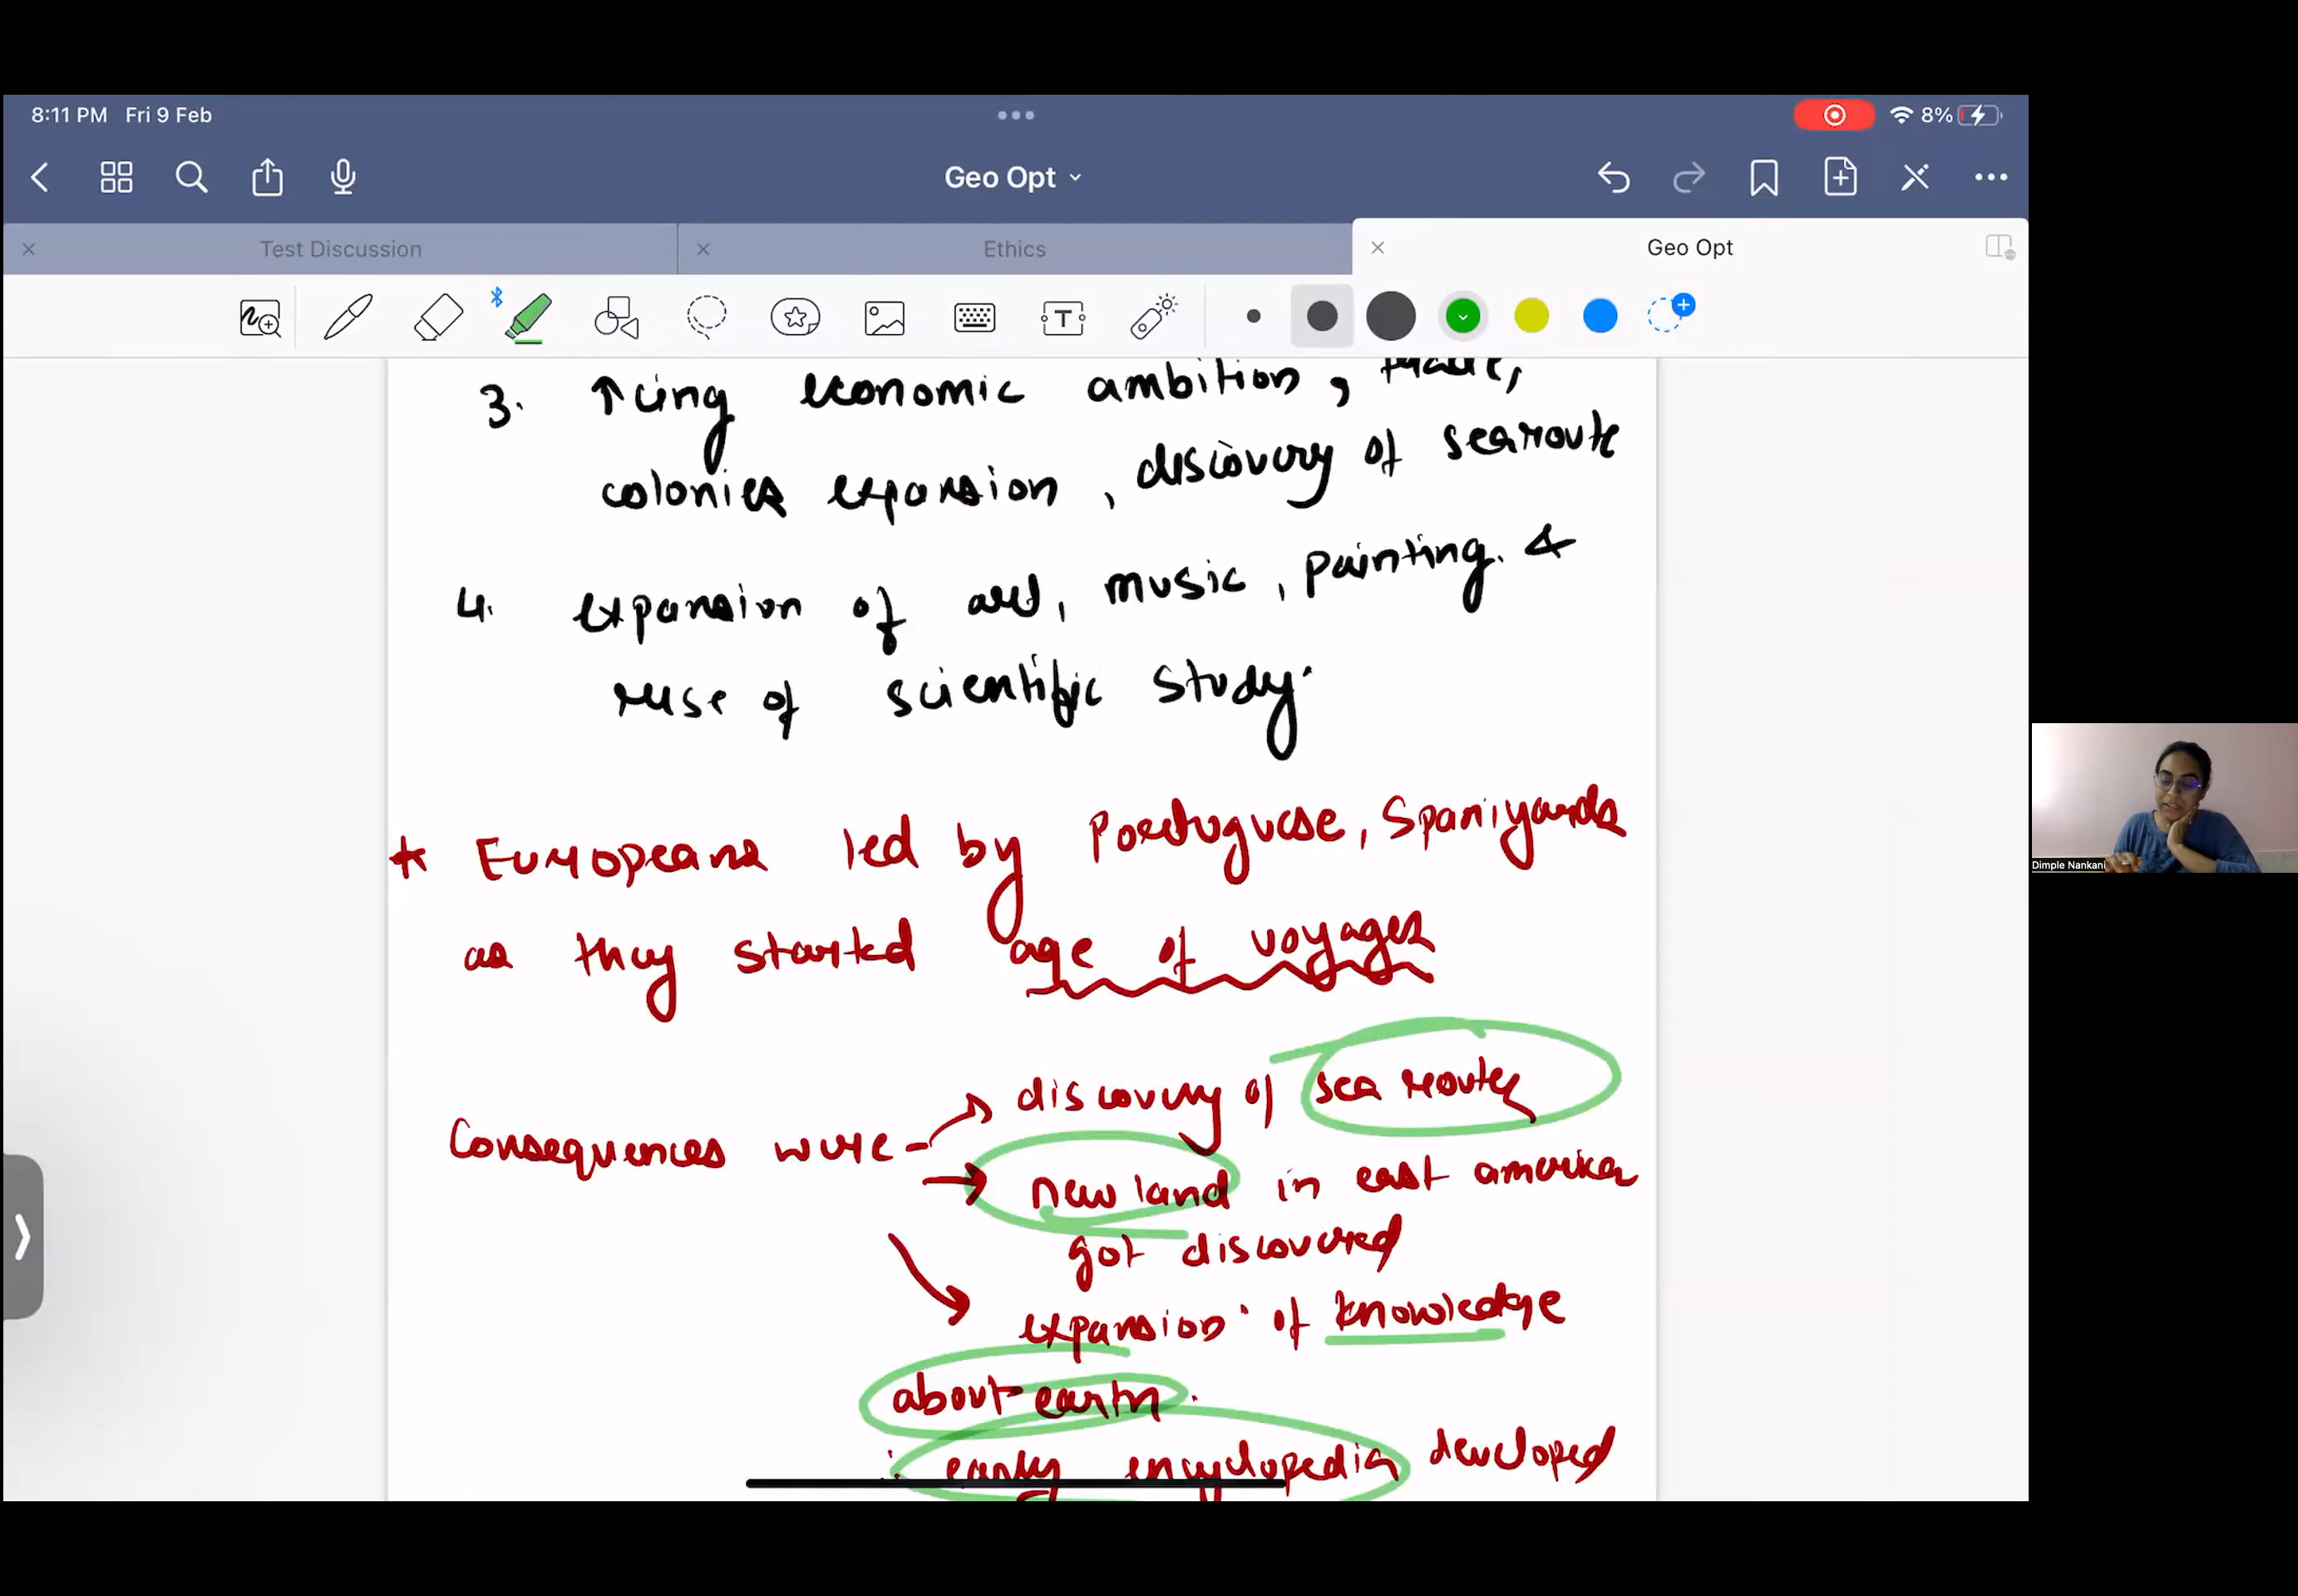 8:11 PM Fri 9 Feb
8%
Geo Opt
Test Discussion
Ethics
Geo Opt
T
3. ↑cing economic ambition, trade,
colonies expansion, discovery of searoute
4. expansion of art, music, painting. &
rise of scientific study.
* Europeans led by Portuguese, Spaniyards
as they started age of voyages
Consequences were → discovery of sea routes
→ new land in east america
got discovered
→ expansion of knowledge
about earth.
early encyclopedia developed
Dimple Nankani